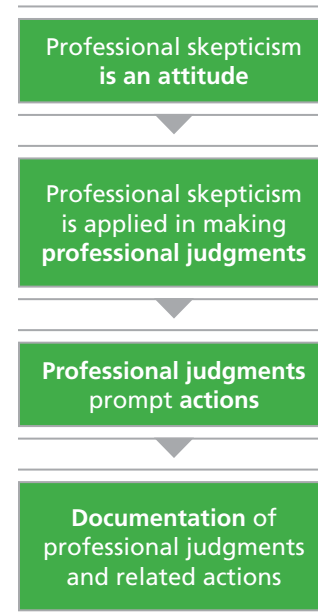 Professional skepticism
is an attitude
Professional skepticism
is applied in making
professional judgments
Professional judgments
prompt actions
Documentation of
professional judgments
and related actions